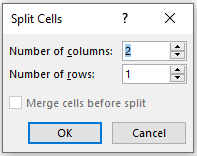 Split Cells ? ×
Number of columns: 2
Number of rows: 1
Merge cells before split
OK Cancel